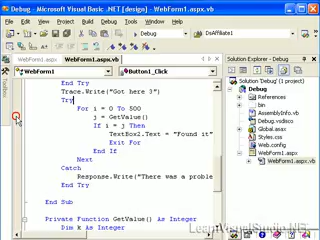 Debug - Microsoft Visual Basic .NET [design] - WebForm1.aspx.vb
File Edit View Project Build Debug Tools Window Help
Debug
DsAffiliate1
WebForm1.aspx
WebForm1.aspx.vb
WebForm1
Button1_Click
Toolbox
End Try
Trace.Write("Got here 3")
Try
For i = 0 To 500
j = GetValue()
If i = j Then
TextBox2.Text = "Found it"
Exit For
End If
Next
Catch
Response.Write("There was a proble
End Try
End Sub
Private Function GetValue() As Integer
Dim k As Integer
Solution Explorer - Debug
Solution 'Debug' (1 project)
Debug
References
bin
AssemblyInfo.vb
Debug.vsdisco
Global.asax
Styles.css
Web.config
WebForm1.aspx
WebForm1.aspx.vb
LearnVisualStudio.NET